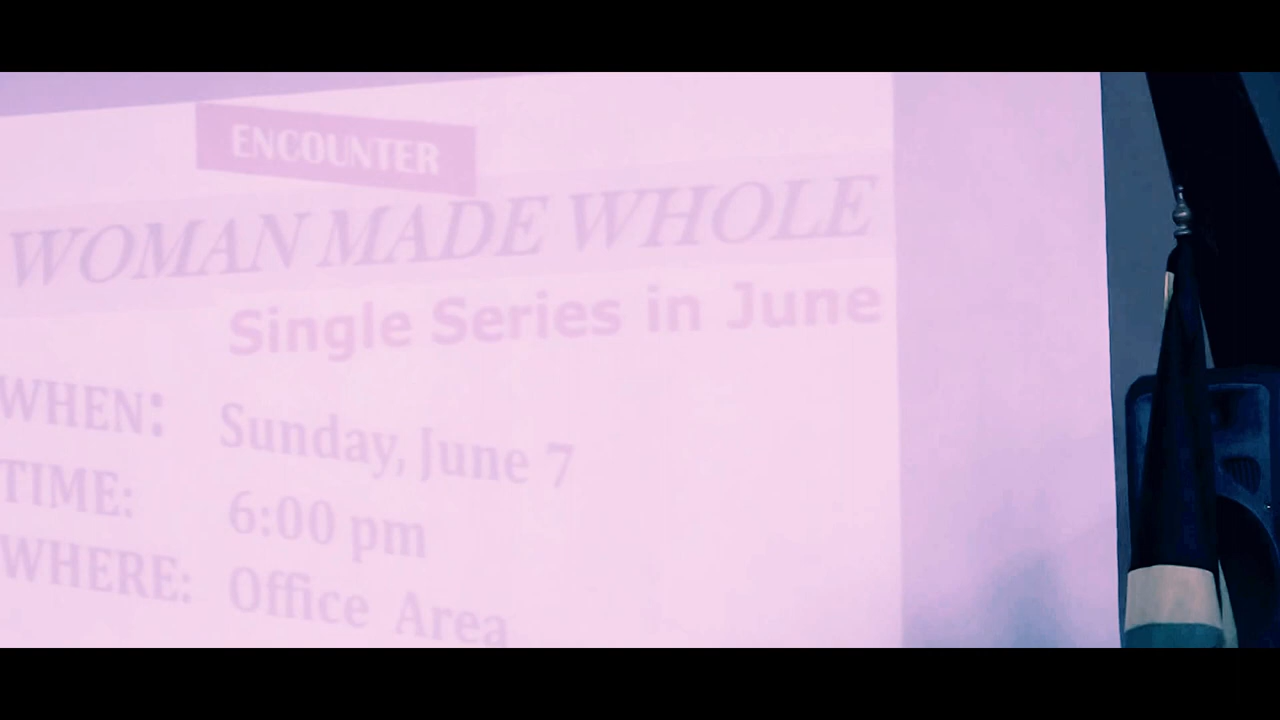 ENCOUNTER
WOMAN MADE WHOLE
Single Series in June
WHEN: Sunday, June 7
TIME: 6:00 pm
WHERE: Office Area